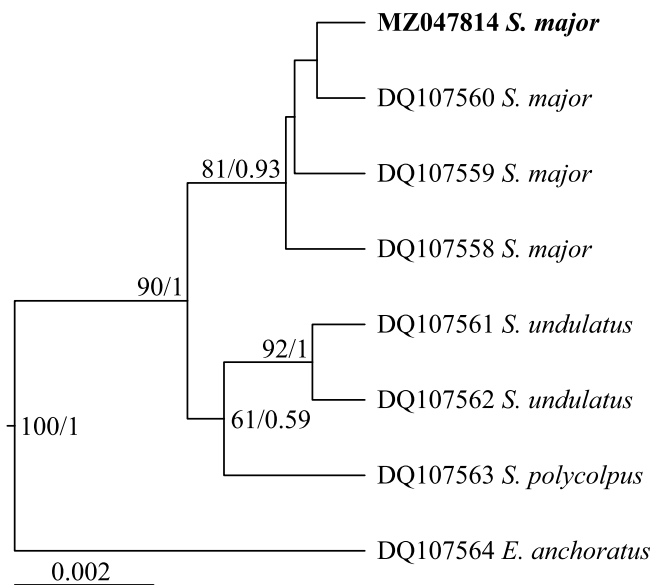 MZ047814 S. major
DQ107560 S. major
81/0.93
DQ107559 S. major
DQ107558 S. major
90/1
DQ107561 S. undulatus
92/1
DQ107562 S. undulatus
61/0.59
100/1
DQ107563 S. polycolpus
DQ107564 E. anchoratus
0.002